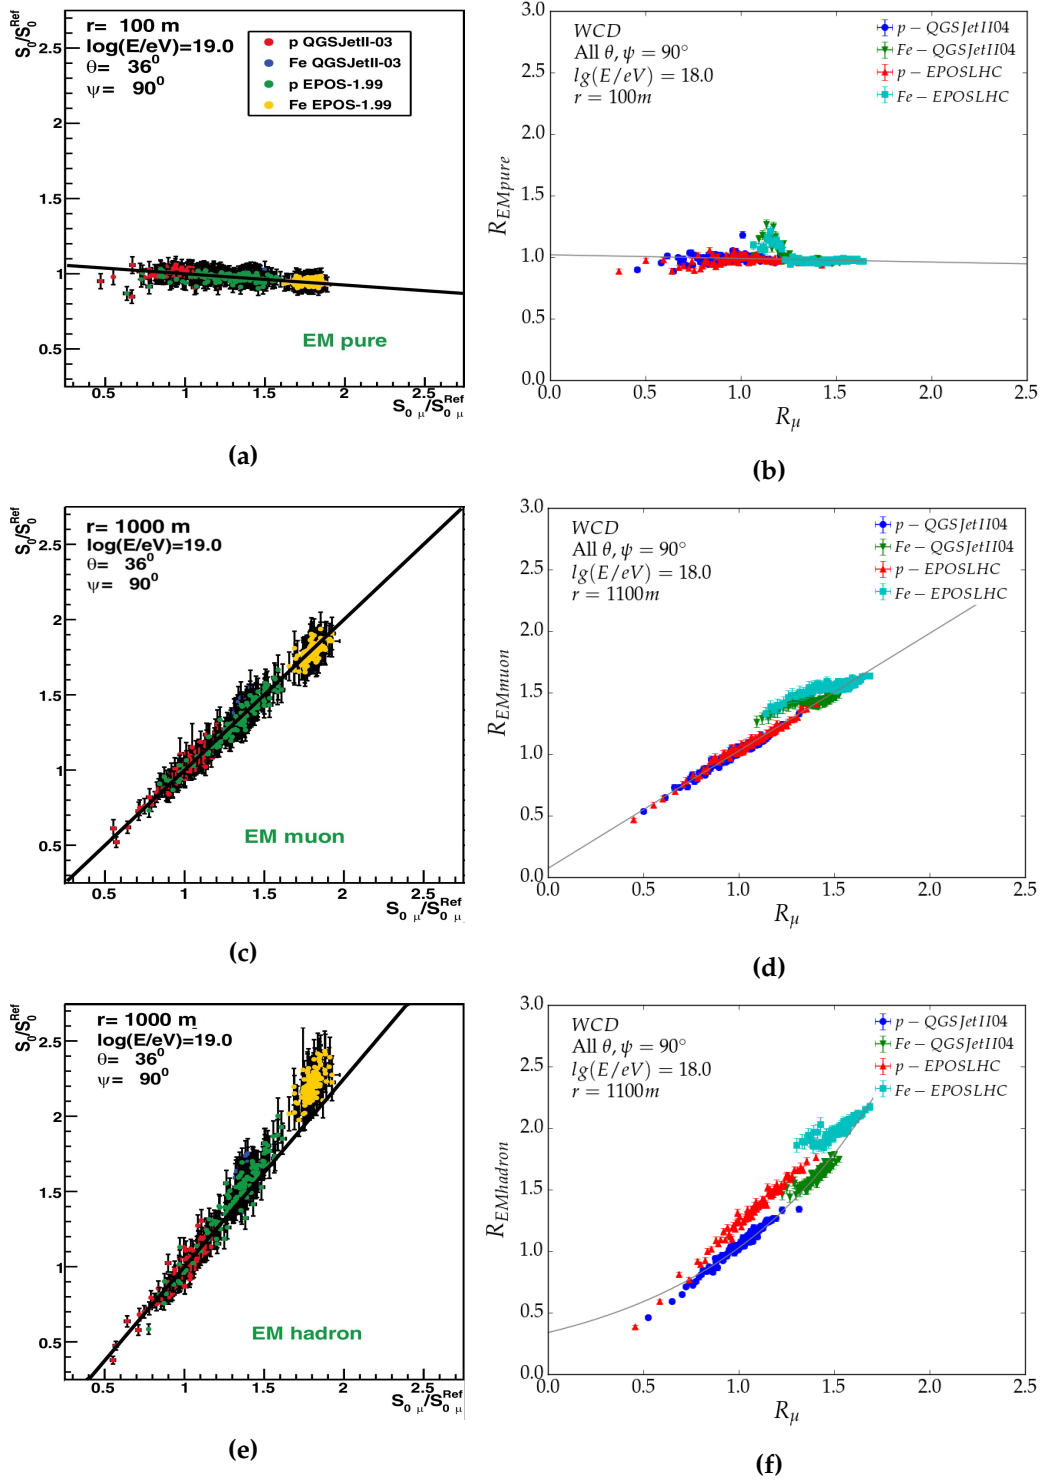 S₀/S₀^Ref
r= 100 m
log(E/eV)=19.0
θ= 36⁰
ψ= 90⁰
p QGSJetII-03
Fe QGSJetII-03
p EPOS-1.99
Fe EPOS-1.99
2.5
2
1.5
1
0.5
EM pure
0.5 1 1.5 2 2.5
S₀ μ/S₀ μ^Ref
(a)
R_EMpure
WCD
All θ, ψ = 90°
lg(E/eV) = 18.0
r = 100m
p − QGSJetII04
Fe − QGSJetII04
p − EPOSLHC
Fe − EPOSLHC
3.0
2.5
2.0
1.5
1.0
0.5
0.0
0.0 0.5 1.0 1.5 2.0 2.5
R_μ
(b)
S₀/S₀^Ref
r= 1000 m
log(E/eV)=19.0
θ= 36⁰
ψ= 90⁰
2.5
2
1.5
1
0.5
EM muon
0.5 1 1.5 2 2.5
S₀ μ/S₀ μ^Ref
(c)
R_EMmuon
WCD
All θ, ψ = 90°
lg(E/eV) = 18.0
r = 1100m
p − QGSJetII04
Fe − QGSJetII04
p − EPOSLHC
Fe − EPOSLHC
3.0
2.5
2.0
1.5
1.0
0.5
0.0
0.0 0.5 1.0 1.5 2.0 2.5
R_μ
(d)
S₀/S₀^Ref
r= 1000 m
log(E/eV)=19.0
θ= 36⁰
ψ= 90⁰
2.5
2
1.5
1
0.5
EM hadron
0.5 1 1.5 2 2.5
S₀ μ/S₀ μ^Ref
(e)
R_EMhadron
WCD
All θ, ψ = 90°
lg(E/eV) = 18.0
r = 1100m
p − QGSJetII04
Fe − QGSJetII04
p − EPOSLHC
Fe − EPOSLHC
3.0
2.5
2.0
1.5
1.0
0.5
0.0
0.0 0.5 1.0 1.5 2.0 2.5
R_μ
(f)